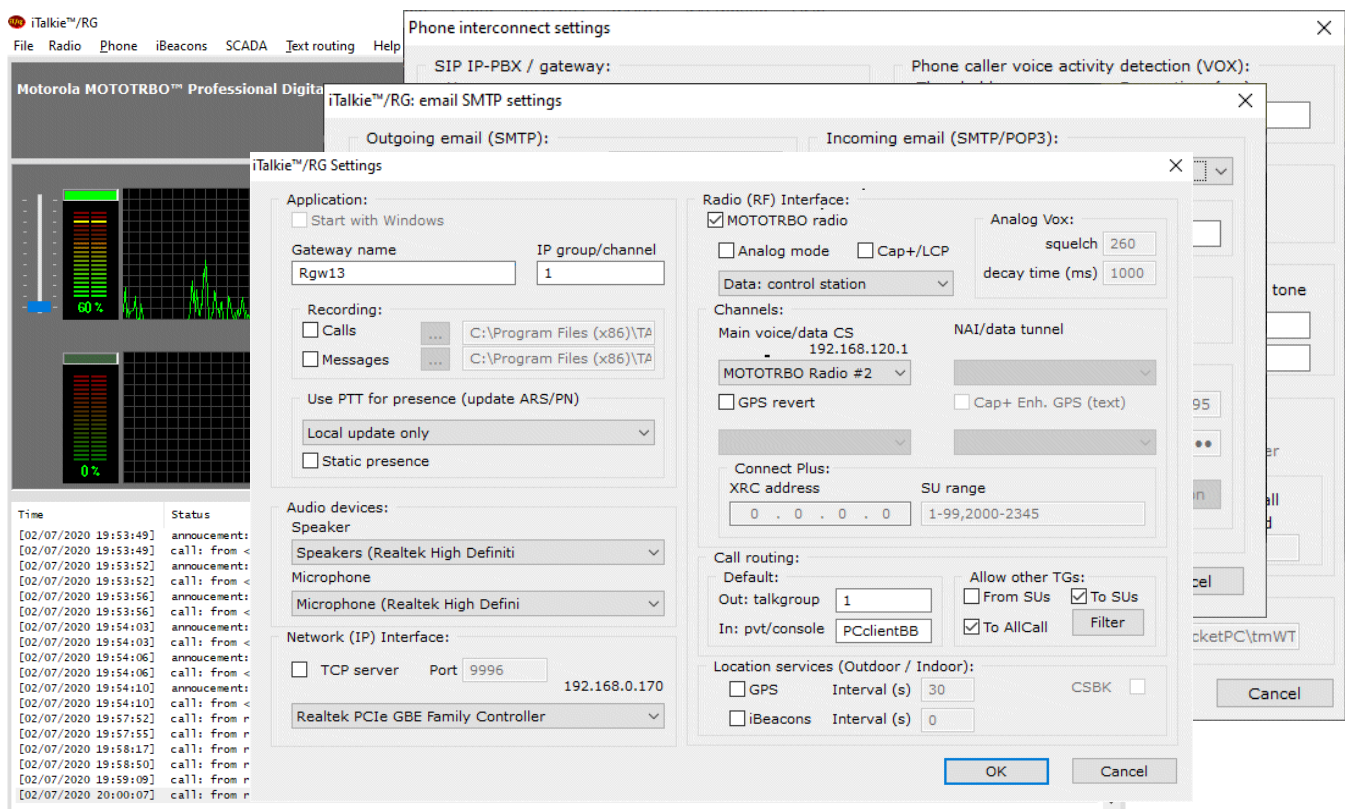 iTalkie™/RG
File Radio Phone iBeacons SCADA Text routing Help
Motorola MOTOTRBO™ Professional Digita
60 %
0 %
Time Status
[02/07/2020 19:53:49] annoucement:
[02/07/2020 19:53:49] call: from <
[02/07/2020 19:53:52] annoucement:
[02/07/2020 19:53:52] call: from <
[02/07/2020 19:53:56] annoucement:
[02/07/2020 19:53:56] call: from <
[02/07/2020 19:54:03] annoucement:
[02/07/2020 19:54:03] call: from <
[02/07/2020 19:54:06] annoucement:
[02/07/2020 19:54:06] call: from <
[02/07/2020 19:54:10] annoucement:
[02/07/2020 19:54:10] call: from <
[02/07/2020 19:57:52] call: from r
[02/07/2020 19:57:55] call: from r
[02/07/2020 19:58:17] call: from r
[02/07/2020 19:58:50] call: from r
[02/07/2020 19:59:09] call: from r
[02/07/2020 20:00:07] call: from r
Phone interconnect settings
SIP IP-PBX / gateway:
Phone caller voice activity detection (VOX):
tone
95
er
all
d
cketPC\tmWT
Cancel
iTalkie™/RG: email SMTP settings
Outgoing email (SMTP):
Incoming email (SMTP/POP3):
on
cel
iTalkie™/RG Settings
Application:
Start with Windows
Gateway name IP group/channel
Rgw13 1
Recording:
Calls ... C:\Program Files (x86)\TA
Messages ... C:\Program Files (x86)\TA
Use PTT for presence (update ARS/PN)
Local update only
Static presence
Audio devices:
Speaker
Speakers (Realtek High Definiti
Microphone
Microphone (Realtek High Defini
Network (IP) Interface:
TCP server Port 9996
192.168.0.170
Realtek PCIe GBE Family Controller
Radio (RF) Interface:
MOTOTRBO radio
Analog mode Cap+/LCP
Data: control station
Analog Vox:
squelch 260
decay time (ms) 1000
Channels:
Main voice/data CS NAI/data tunnel
192.168.120.1
MOTOTRBO Radio #2
GPS revert Cap+ Enh. GPS (text)
Connect Plus:
XRC address SU range
0 . 0 . 0 . 0 1-99,2000-2345
Call routing:
Default:
Out: talkgroup 1
In: pvt/console PCclientBB
Allow other TGs:
From SUs To SUs
To AllCall Filter
Location services (Outdoor / Indoor):
GPS Interval (s) 30 CSBK
iBeacons Interval (s) 0
OK Cancel